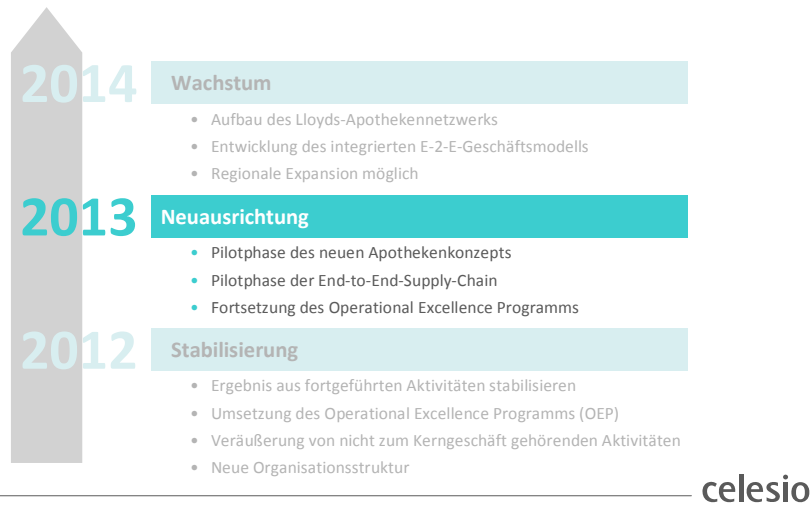 2014 Wachstum
• Aufbau des Lloyds-Apothekennetzwerks
• Entwicklung des integrierten E-2-E-Geschäftsmodells
• Regionale Expansion möglich
2013 Neuausrichtung
• Pilotphase des neuen Apothekenkonzepts
• Pilotphase der End-to-End-Supply-Chain
• Fortsetzung des Operational Excellence Programms
2012 Stabilisierung
• Ergebnis aus fortgeführten Aktivitäten stabilisieren
• Umsetzung des Operational Excellence Programms (OEP)
• Veräußerung von nicht zum Kerngeschäft gehörenden Aktivitäten
• Neue Organisationsstruktur
celesio